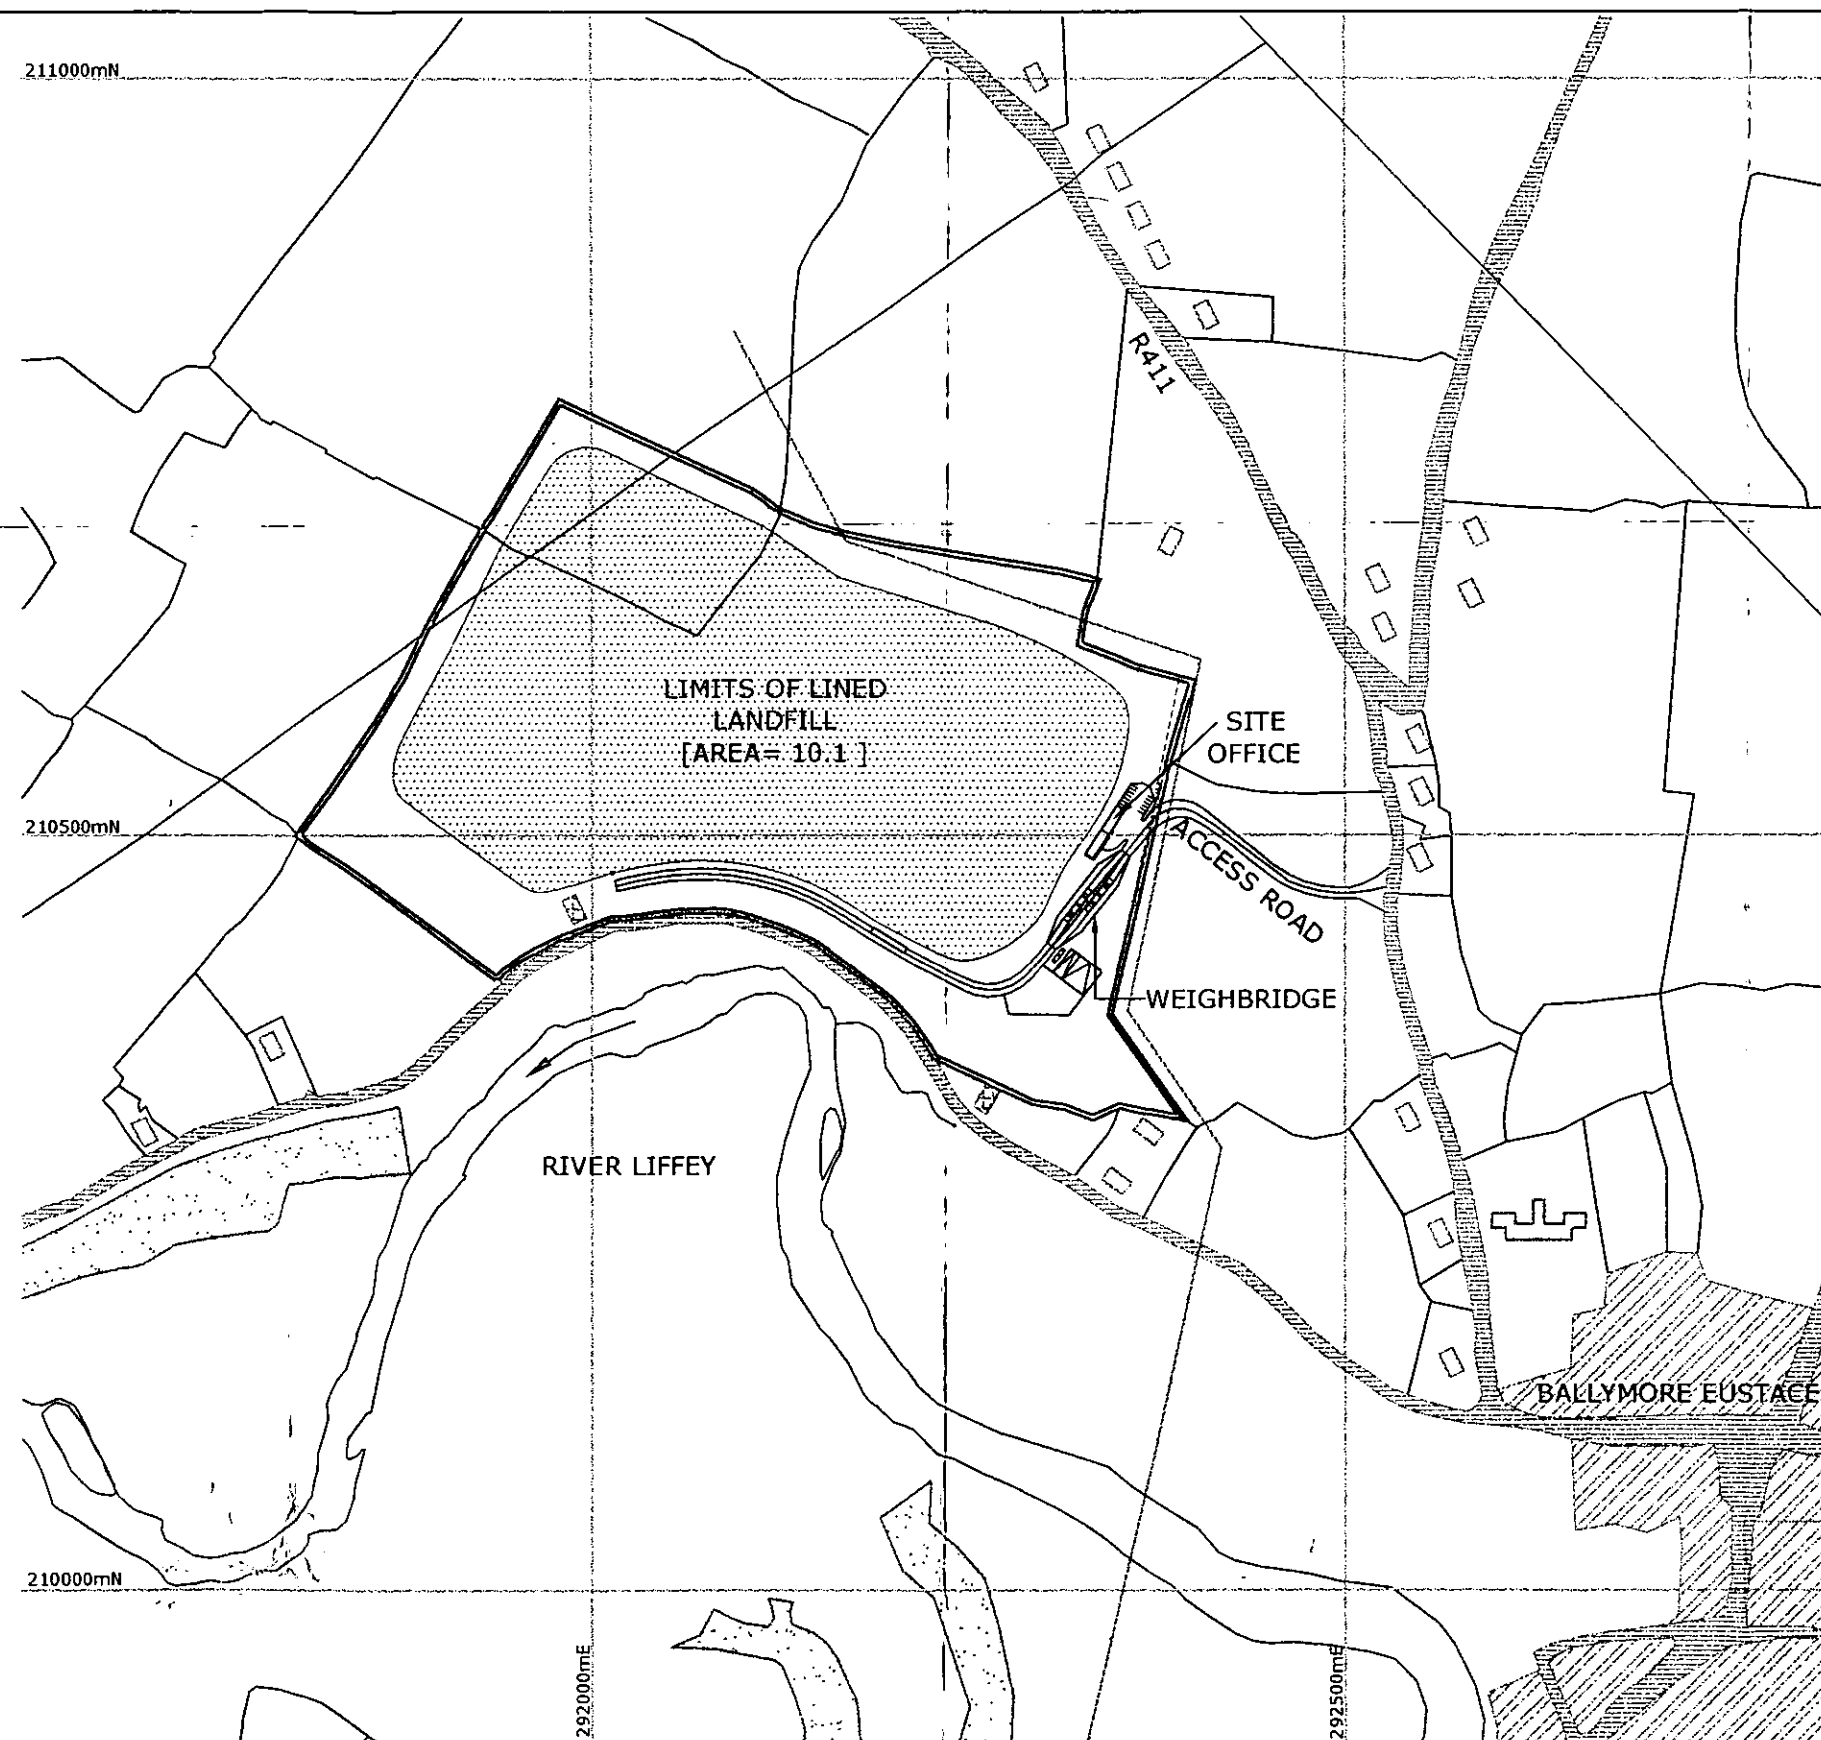 211000mN
R411
LIMITS OF LINED
LANDFILL
[AREA= 10.1 ]
SITE
OFFICE
210500mN
ACCESS ROAD
WEIGHBRIDGE
RIVER LIFFEY
BALLYMORE EUSTACE
210000mN
292000mE
292500mE